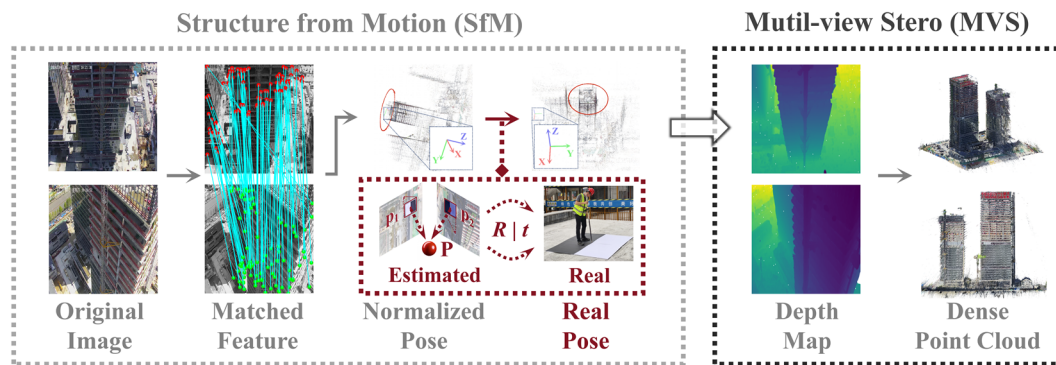 Structure from Motion (SfM)
Mutil-view Stero (MVS)
Z
Y
X
Z
Y
X
p1
p2
P
R | t
Estimated
Real
Original
Image
Matched
Feature
Normalized
Pose
Real
Pose
Depth
Map
Dense
Point Cloud